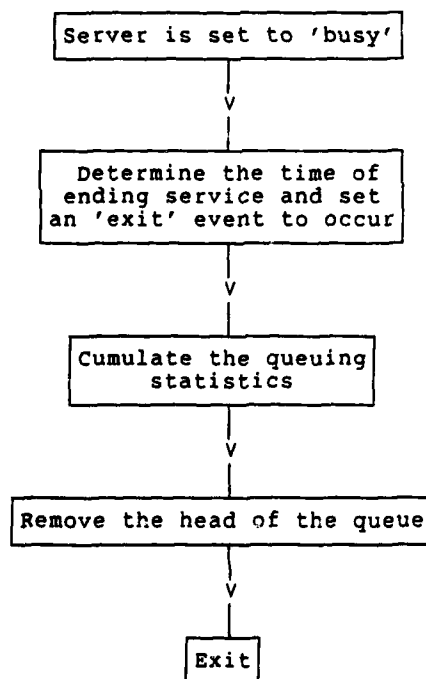 Server is set to 'busy'
V
Determine the time of
ending service and set
an 'exit' event to occur
V
Cumulate the queuing
statistics
V
Remove the head of the queue
V
Exit